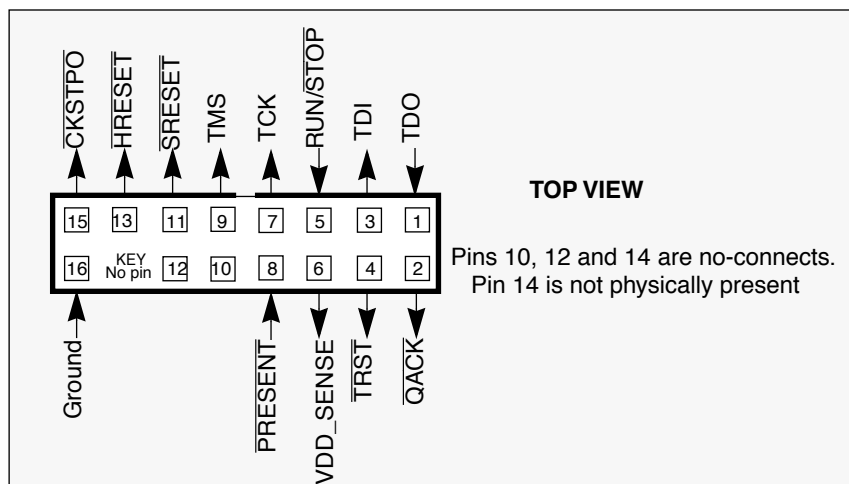 CKSTPO
HRESET
SRESET
TMS
TCK
RUN/STOP
TDI
TDO
15 13 11 9 7 5 3 1
16 KEY No pin 12 10 8 6 4 2
Ground
PRESENT
VDD_SENSE
TRST
QACK
TOP VIEW
Pins 10, 12 and 14 are no-connects.
Pin 14 is not physically present